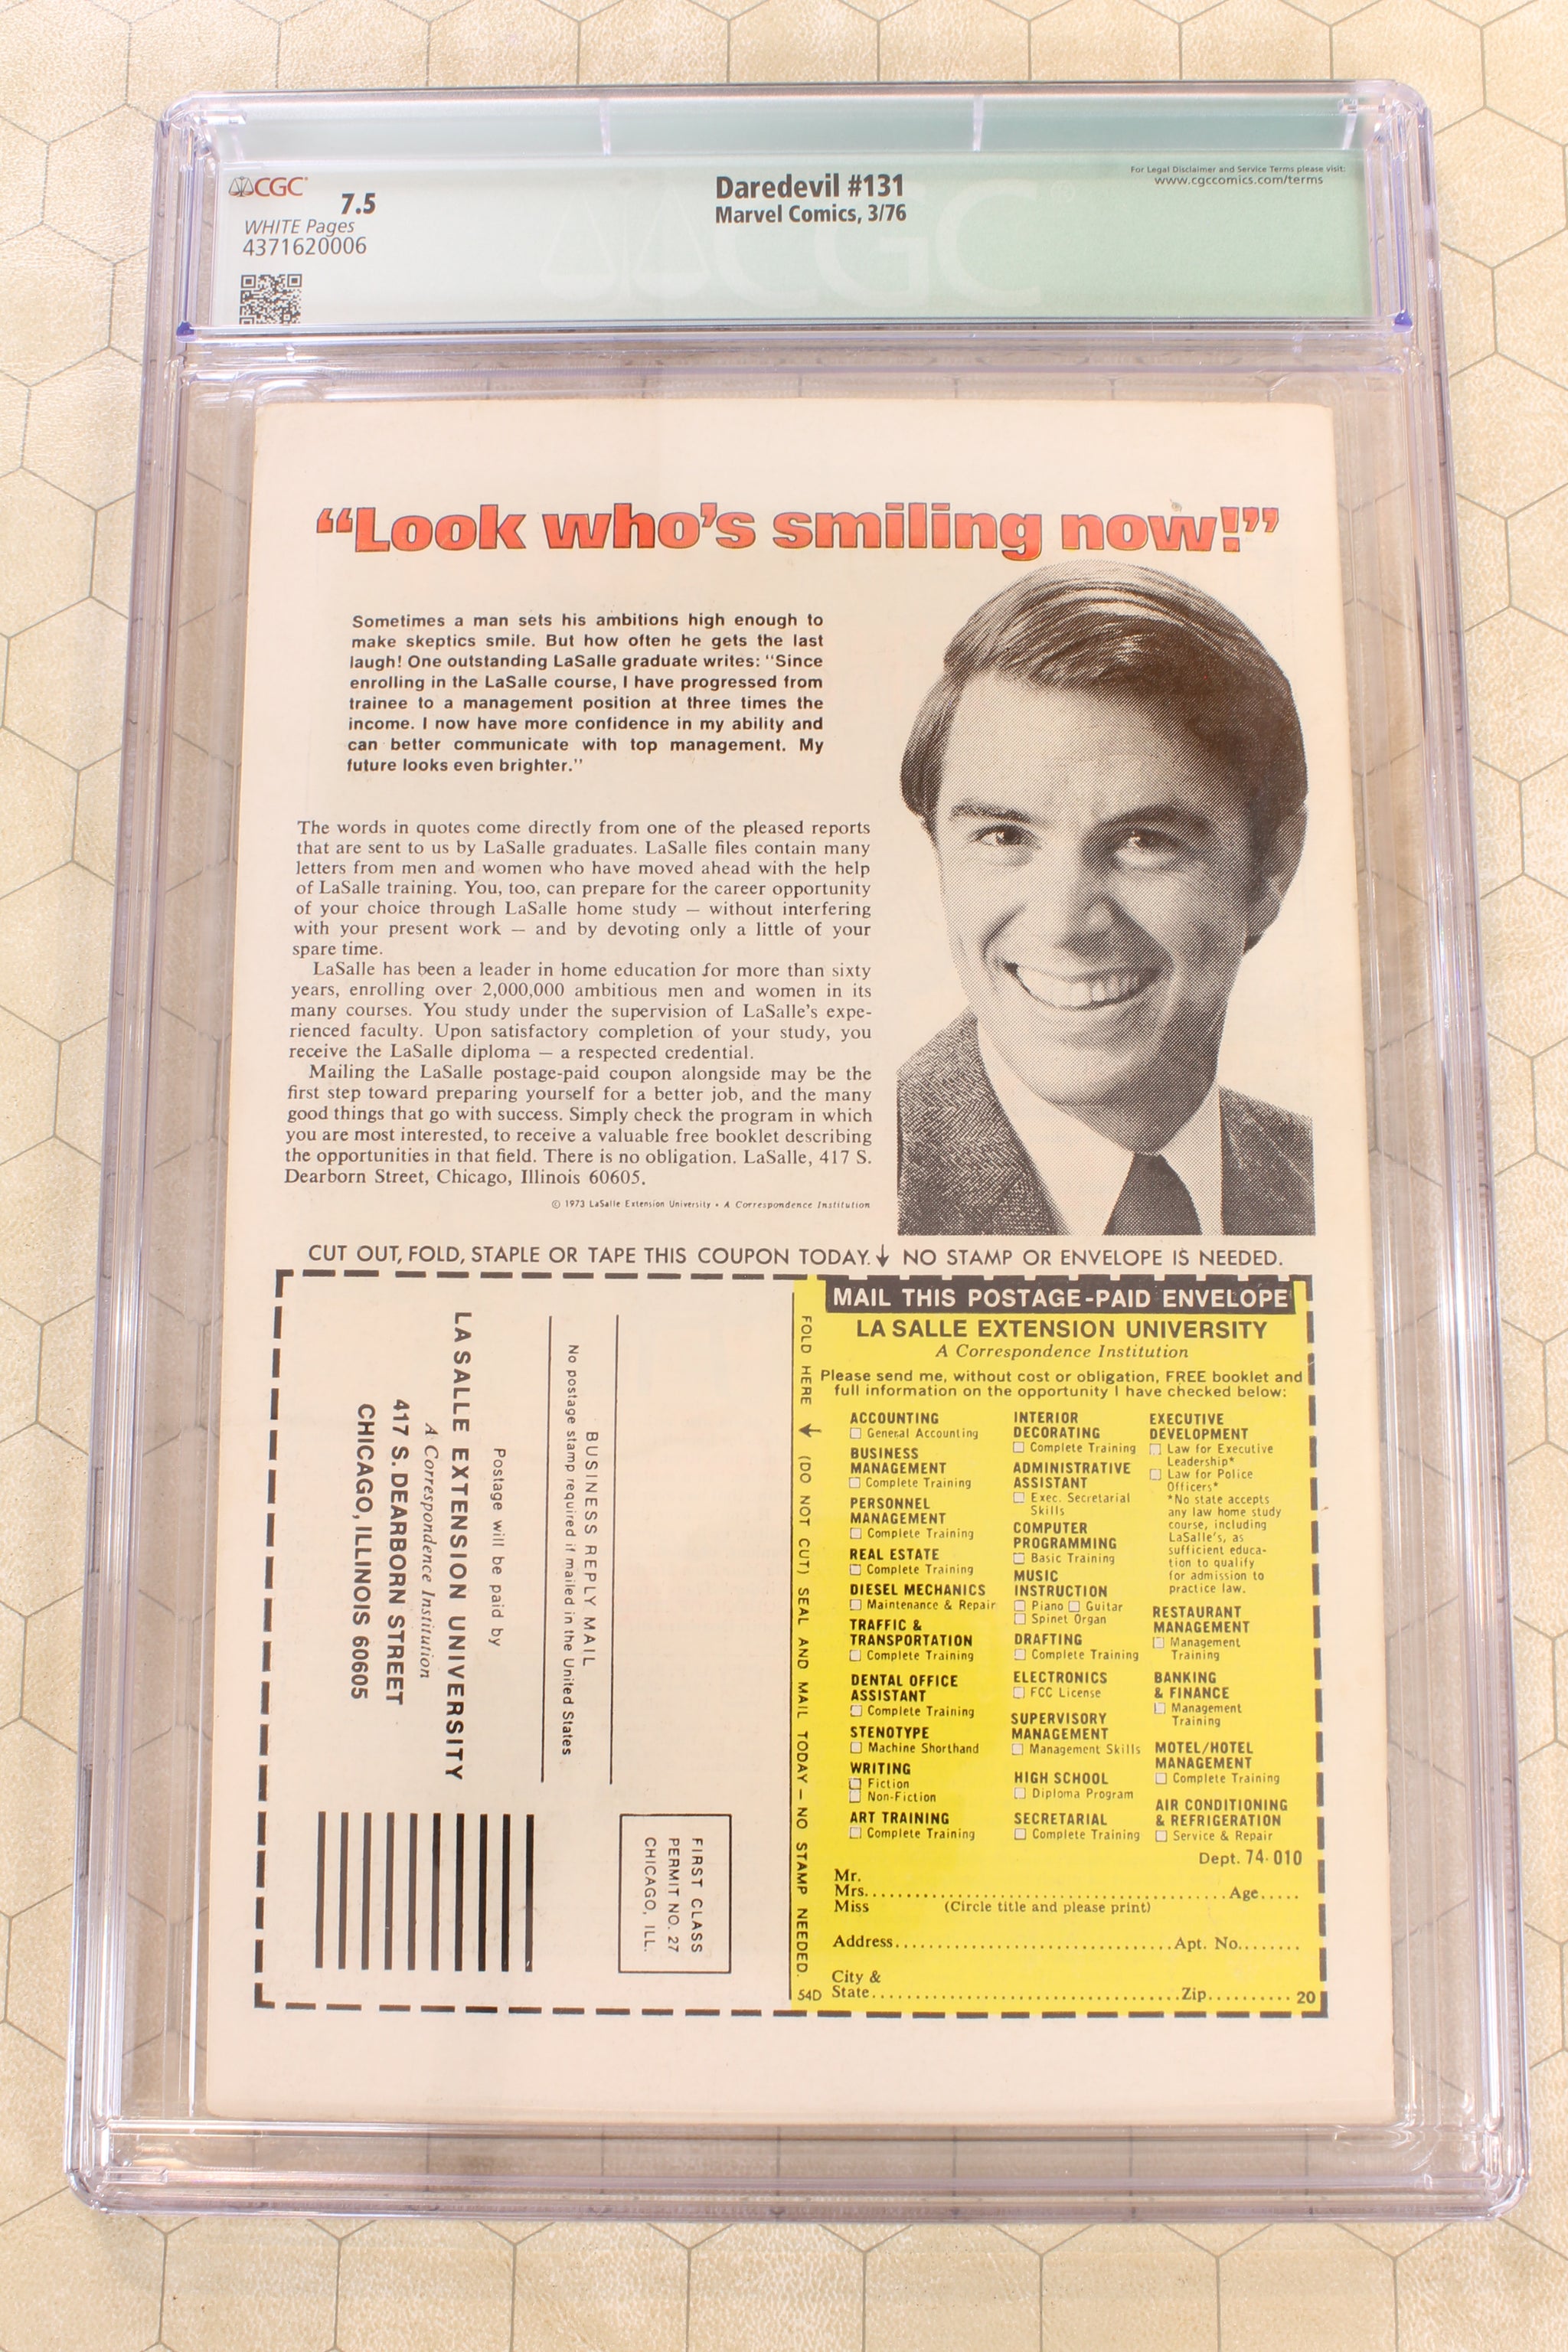 CGC
7.5
WHITE Pages
4371620006
Daredevil #131
Marvel Comics, 3/76
For Legal Disclaimer and Service Terms please visit:
www.cgccomics.com/terms
CGC
“Look who’s smiling now!”
Sometimes a man sets his ambitions high enough to
make skeptics smile. But how often he gets the last
laugh! One outstanding LaSalle graduate writes: “Since
enrolling in the LaSalle course, I have progressed from
trainee to a management position at three times the
income. I now have more confidence in my ability and
can better communicate with top management. My
future looks even brighter.”
The words in quotes come directly from one of the pleased reports
that are sent to us by LaSalle graduates. LaSalle files contain many
letters from men and women who have moved ahead with the help
of LaSalle training. You, too, can prepare for the career opportunity
of your choice through LaSalle home study — without interfering
with your present work — and by devoting only a little of your
spare time.
LaSalle has been a leader in home education for more than sixty
years, enrolling over 2,000,000 ambitious men and women in its
many courses. You study under the supervision of LaSalle's expe-
rienced faculty. Upon satisfactory completion of your study, you
receive the LaSalle diploma — a respected credential.
Mailing the LaSalle postage-paid coupon alongside may be the
first step toward preparing yourself for a better job, and the many
good things that go with success. Simply check the program in which
you are most interested, to receive a valuable free booklet describing
the opportunities in that field. There is no obligation. LaSalle, 417 S.
Dearborn Street, Chicago, Illinois 60605.
© 1973 LaSalle Extension University • A Correspondence Institution
CUT OUT, FOLD, STAPLE OR TAPE THIS COUPON TODAY. ↓ NO STAMP OR ENVELOPE IS NEEDED.
FIRST CLASS
PERMIT NO. 27
CHICAGO, ILL.
BUSINESS REPLY MAIL
No postage stamp required if mailed in the United States
Postage will be paid by
LA SALLE EXTENSION UNIVERSITY
A Correspondence Institution
417 S. DEARBORN STREET
CHICAGO, ILLINOIS 60605
FOLD HERE ← (DO NOT CUT) SEAL AND MAIL TODAY — NO STAMP NEEDED.
54D
MAIL THIS POSTAGE-PAID ENVELOPE
LA SALLE EXTENSION UNIVERSITY
A Correspondence Institution
Please send me, without cost or obligation, FREE booklet and
full information on the opportunity I have checked below:
ACCOUNTING
☐ General Accounting
BUSINESS
MANAGEMENT
☐ Complete Training
PERSONNEL
MANAGEMENT
☐ Complete Training
REAL ESTATE
☐ Complete Training
DIESEL MECHANICS
☐ Maintenance & Repair
TRAFFIC &
TRANSPORTATION
☐ Complete Training
DENTAL OFFICE
ASSISTANT
☐ Complete Training
STENOTYPE
☐ Machine Shorthand
WRITING
☐ Fiction
☐ Non-Fiction
ART TRAINING
☐ Complete Training
INTERIOR
DECORATING
☐ Complete Training
ADMINISTRATIVE
ASSISTANT
☐ Exec. Secretarial
Skills
COMPUTER
PROGRAMMING
☐ Basic Training
MUSIC
INSTRUCTION
☐ Piano ☐ Guitar
☐ Spinet Organ
DRAFTING
☐ Complete Training
ELECTRONICS
☐ FCC License
SUPERVISORY
MANAGEMENT
☐ Management Skills
HIGH SCHOOL
☐ Diploma Program
SECRETARIAL
☐ Complete Training
EXECUTIVE
DEVELOPMENT
☐ Law for Executive
Leadership*
☐ Law for Police
Officers*
*No state accepts
any law home study
course, including
LaSalle's, as
sufficient educa-
tion to qualify
for admission to
practice law.
RESTAURANT
MANAGEMENT
☐ Management
Training
BANKING
& FINANCE
☐ Management
Training
MOTEL/HOTEL
MANAGEMENT
☐ Complete Training
AIR CONDITIONING
& REFRIGERATION
☐ Service & Repair
Dept. 74-010
Mr.
Mrs. Age
Miss (Circle title and please print)
Address Apt. No.
City &
State Zip 20